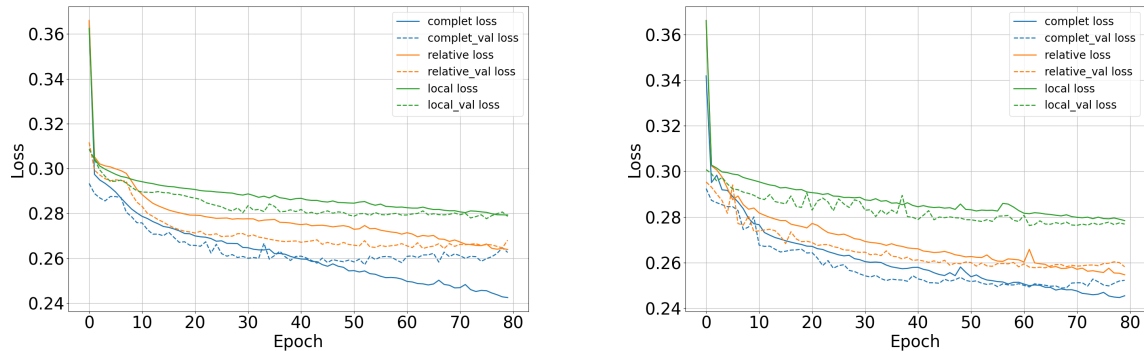 0.36
0.34
0.32
0.30
0.28
0.26
0.24
Loss
0 10 20 30 40 50 60 70 80
Epoch
complet loss
complet_val loss
relative loss
relative_val loss
local loss
local_val loss
0.36
0.34
0.32
0.30
0.28
0.26
0.24
Loss
0 10 20 30 40 50 60 70 80
Epoch
complet loss
complet_val loss
relative loss
relative_val loss
local loss
local_val loss